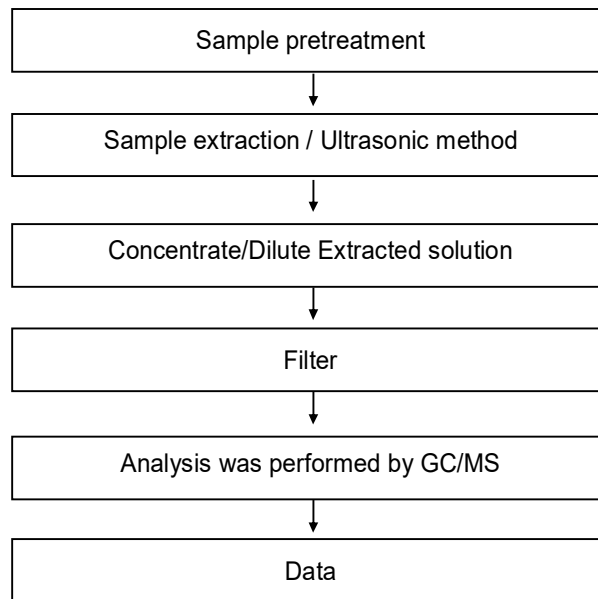 Sample pretreatment
Sample extraction / Ultrasonic method
Concentrate/Dilute Extracted solution
Filter
Analysis was performed by GC/MS
Data